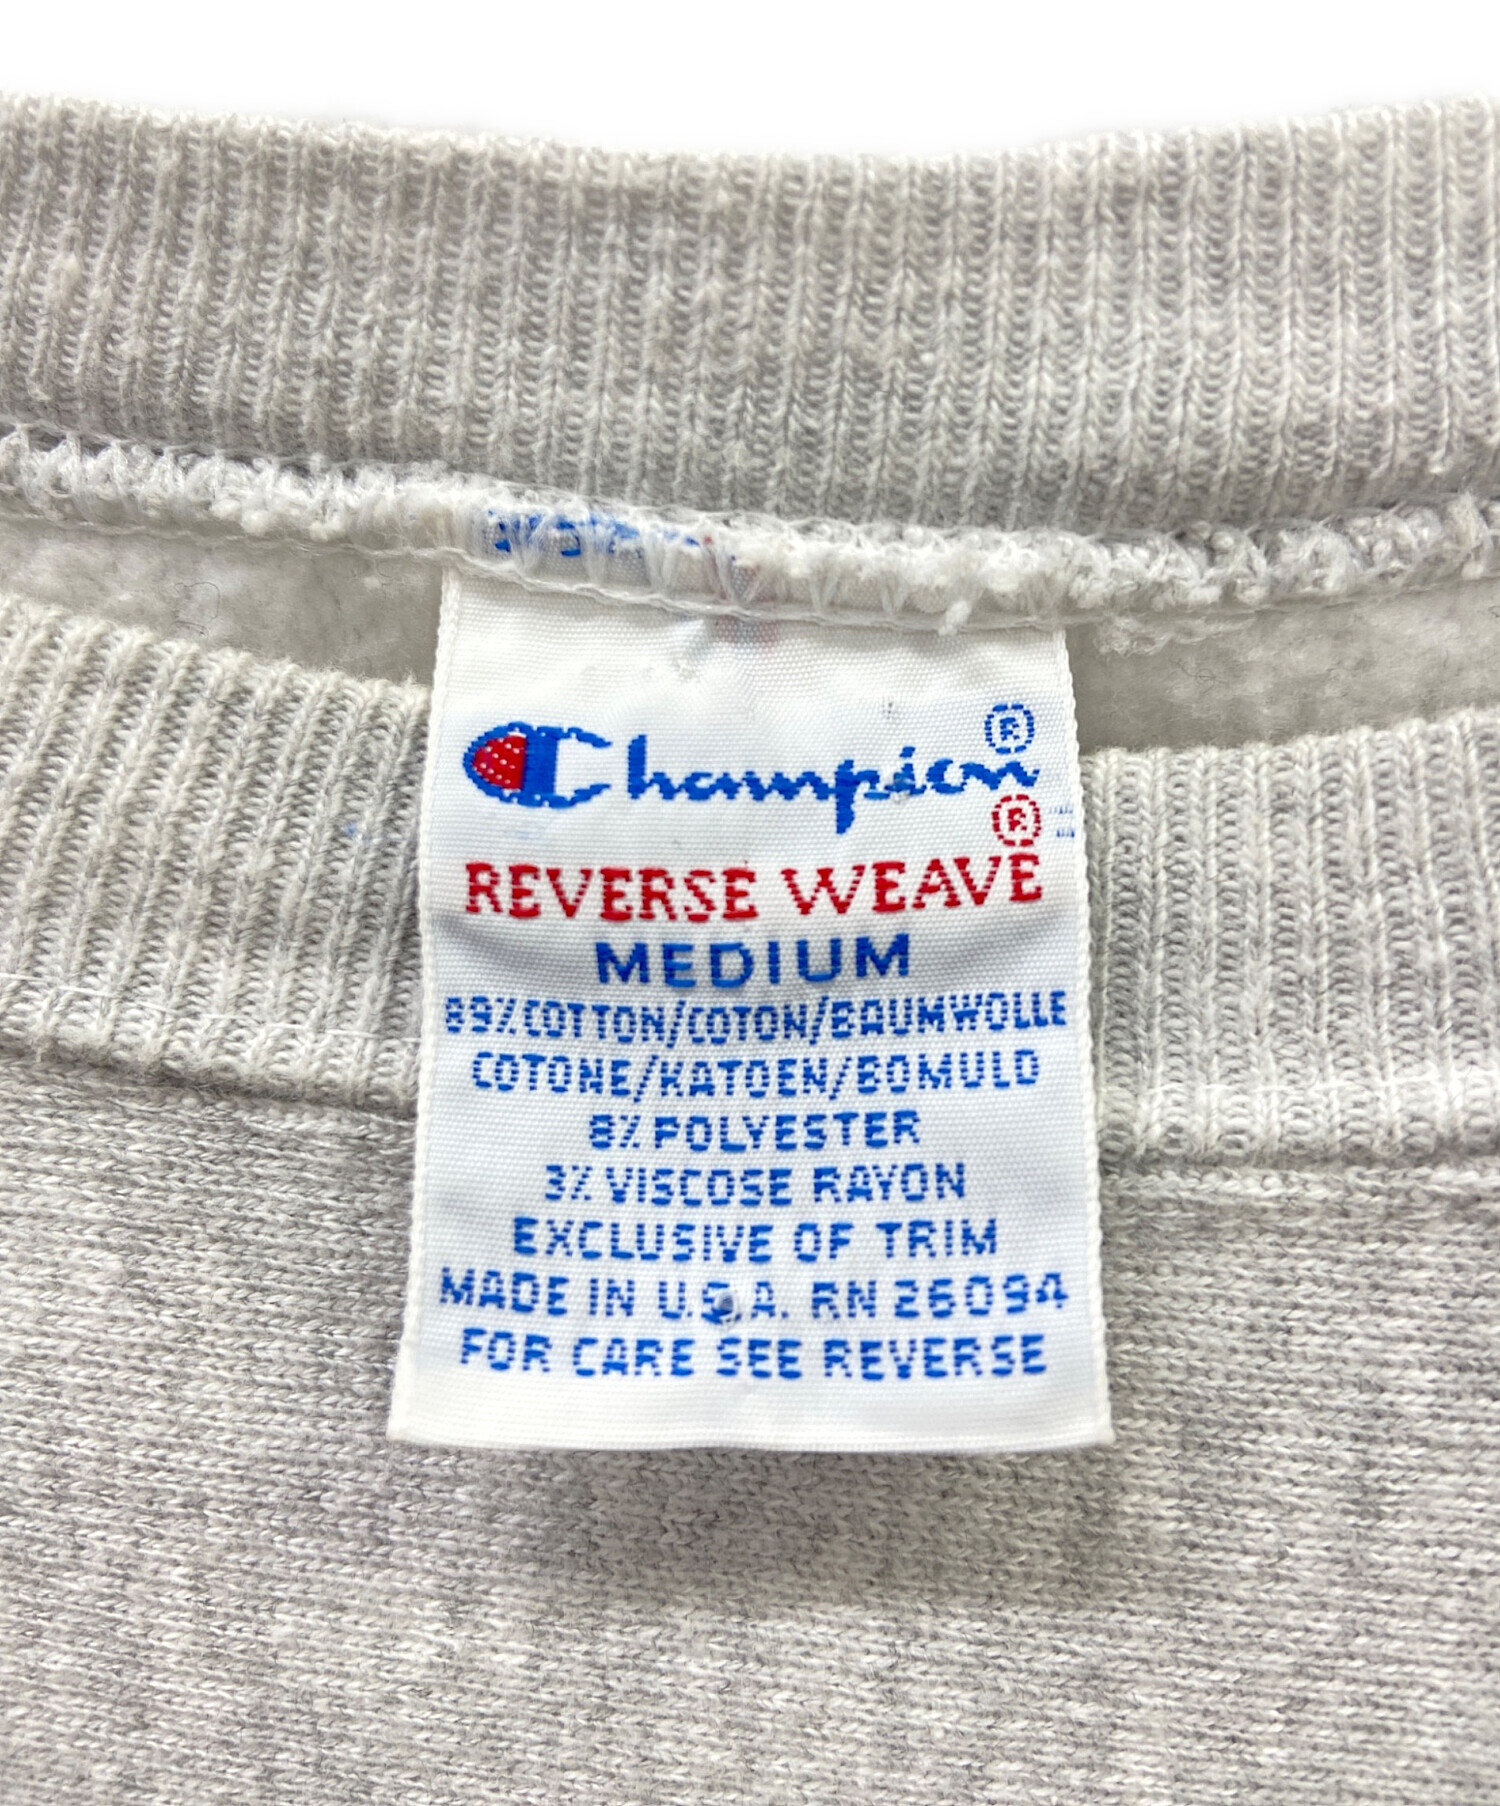 Champion®
®
REVERSE WEAVE
MEDIUM
89% COTTON/COTON/BAUMWOLLE
COTONE/KATOEN/BOMULD
8% POLYESTER
3% VISCOSE RAYON
EXCLUSIVE OF TRIM
MADE IN U.S.A. RN 26094
FOR CARE SEE REVERSE